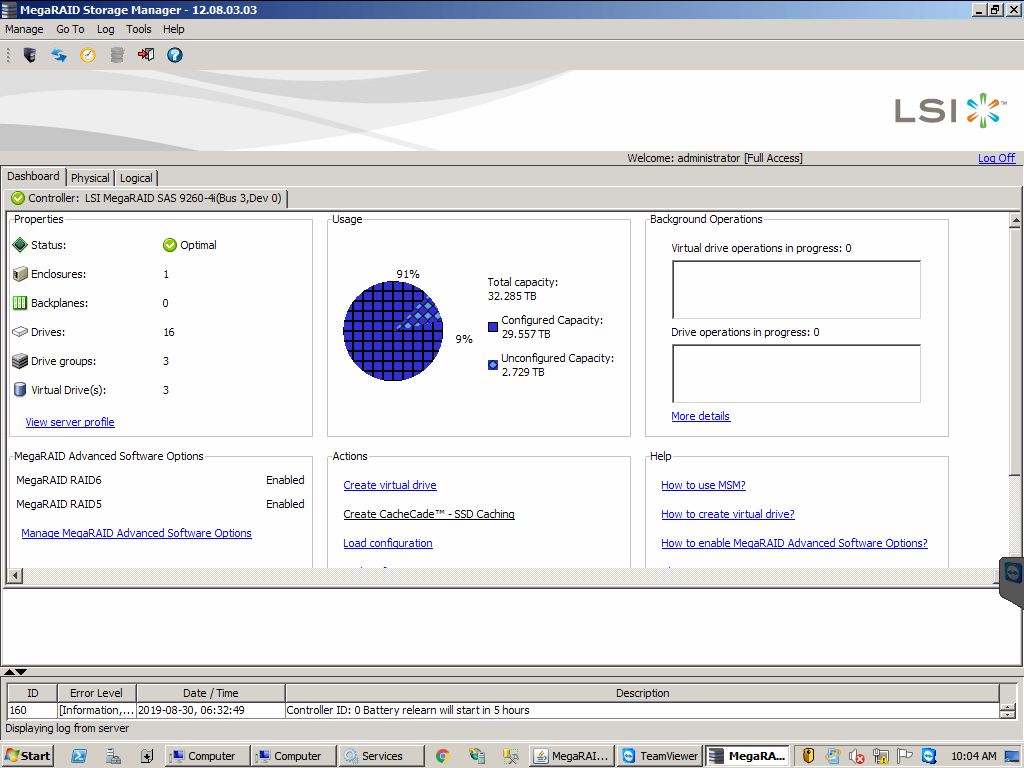 MegaRAID Storage Manager - 12.08.03.03
Manage Go To Log Tools Help
LSI ™
Welcome: administrator [Full Access] Log Off
Dashboard Physical Logical
Controller: LSI MegaRAID SAS 9260-4i(Bus 3,Dev 0)
Properties
Status: Optimal
Enclosures: 1
Backplanes: 0
Drives: 16
Drive groups: 3
Virtual Drive(s): 3
View server profile
Usage
91%
9%
Total capacity:
32.285 TB
Configured Capacity:
29.557 TB
Unconfigured Capacity:
2.729 TB
Background Operations
Virtual drive operations in progress: 0
Drive operations in progress: 0
More details
MegaRAID Advanced Software Options
MegaRAID RAID6 Enabled
MegaRAID RAID5 Enabled
Manage MegaRAID Advanced Software Options
Actions
Create virtual drive
Create CacheCade™ - SSD Caching
Load configuration
Help
How to use MSM?
How to create virtual drive?
How to enable MegaRAID Advanced Software Options?
ID Error Level Date / Time Description
160 [Information,... 2019-08-30, 06:32:49 Controller ID: 0 Battery relearn will start in 5 hours
Displaying log from server
Start Computer Computer Services MegaRAI... TeamViewer MegaRA... 10:04 AM